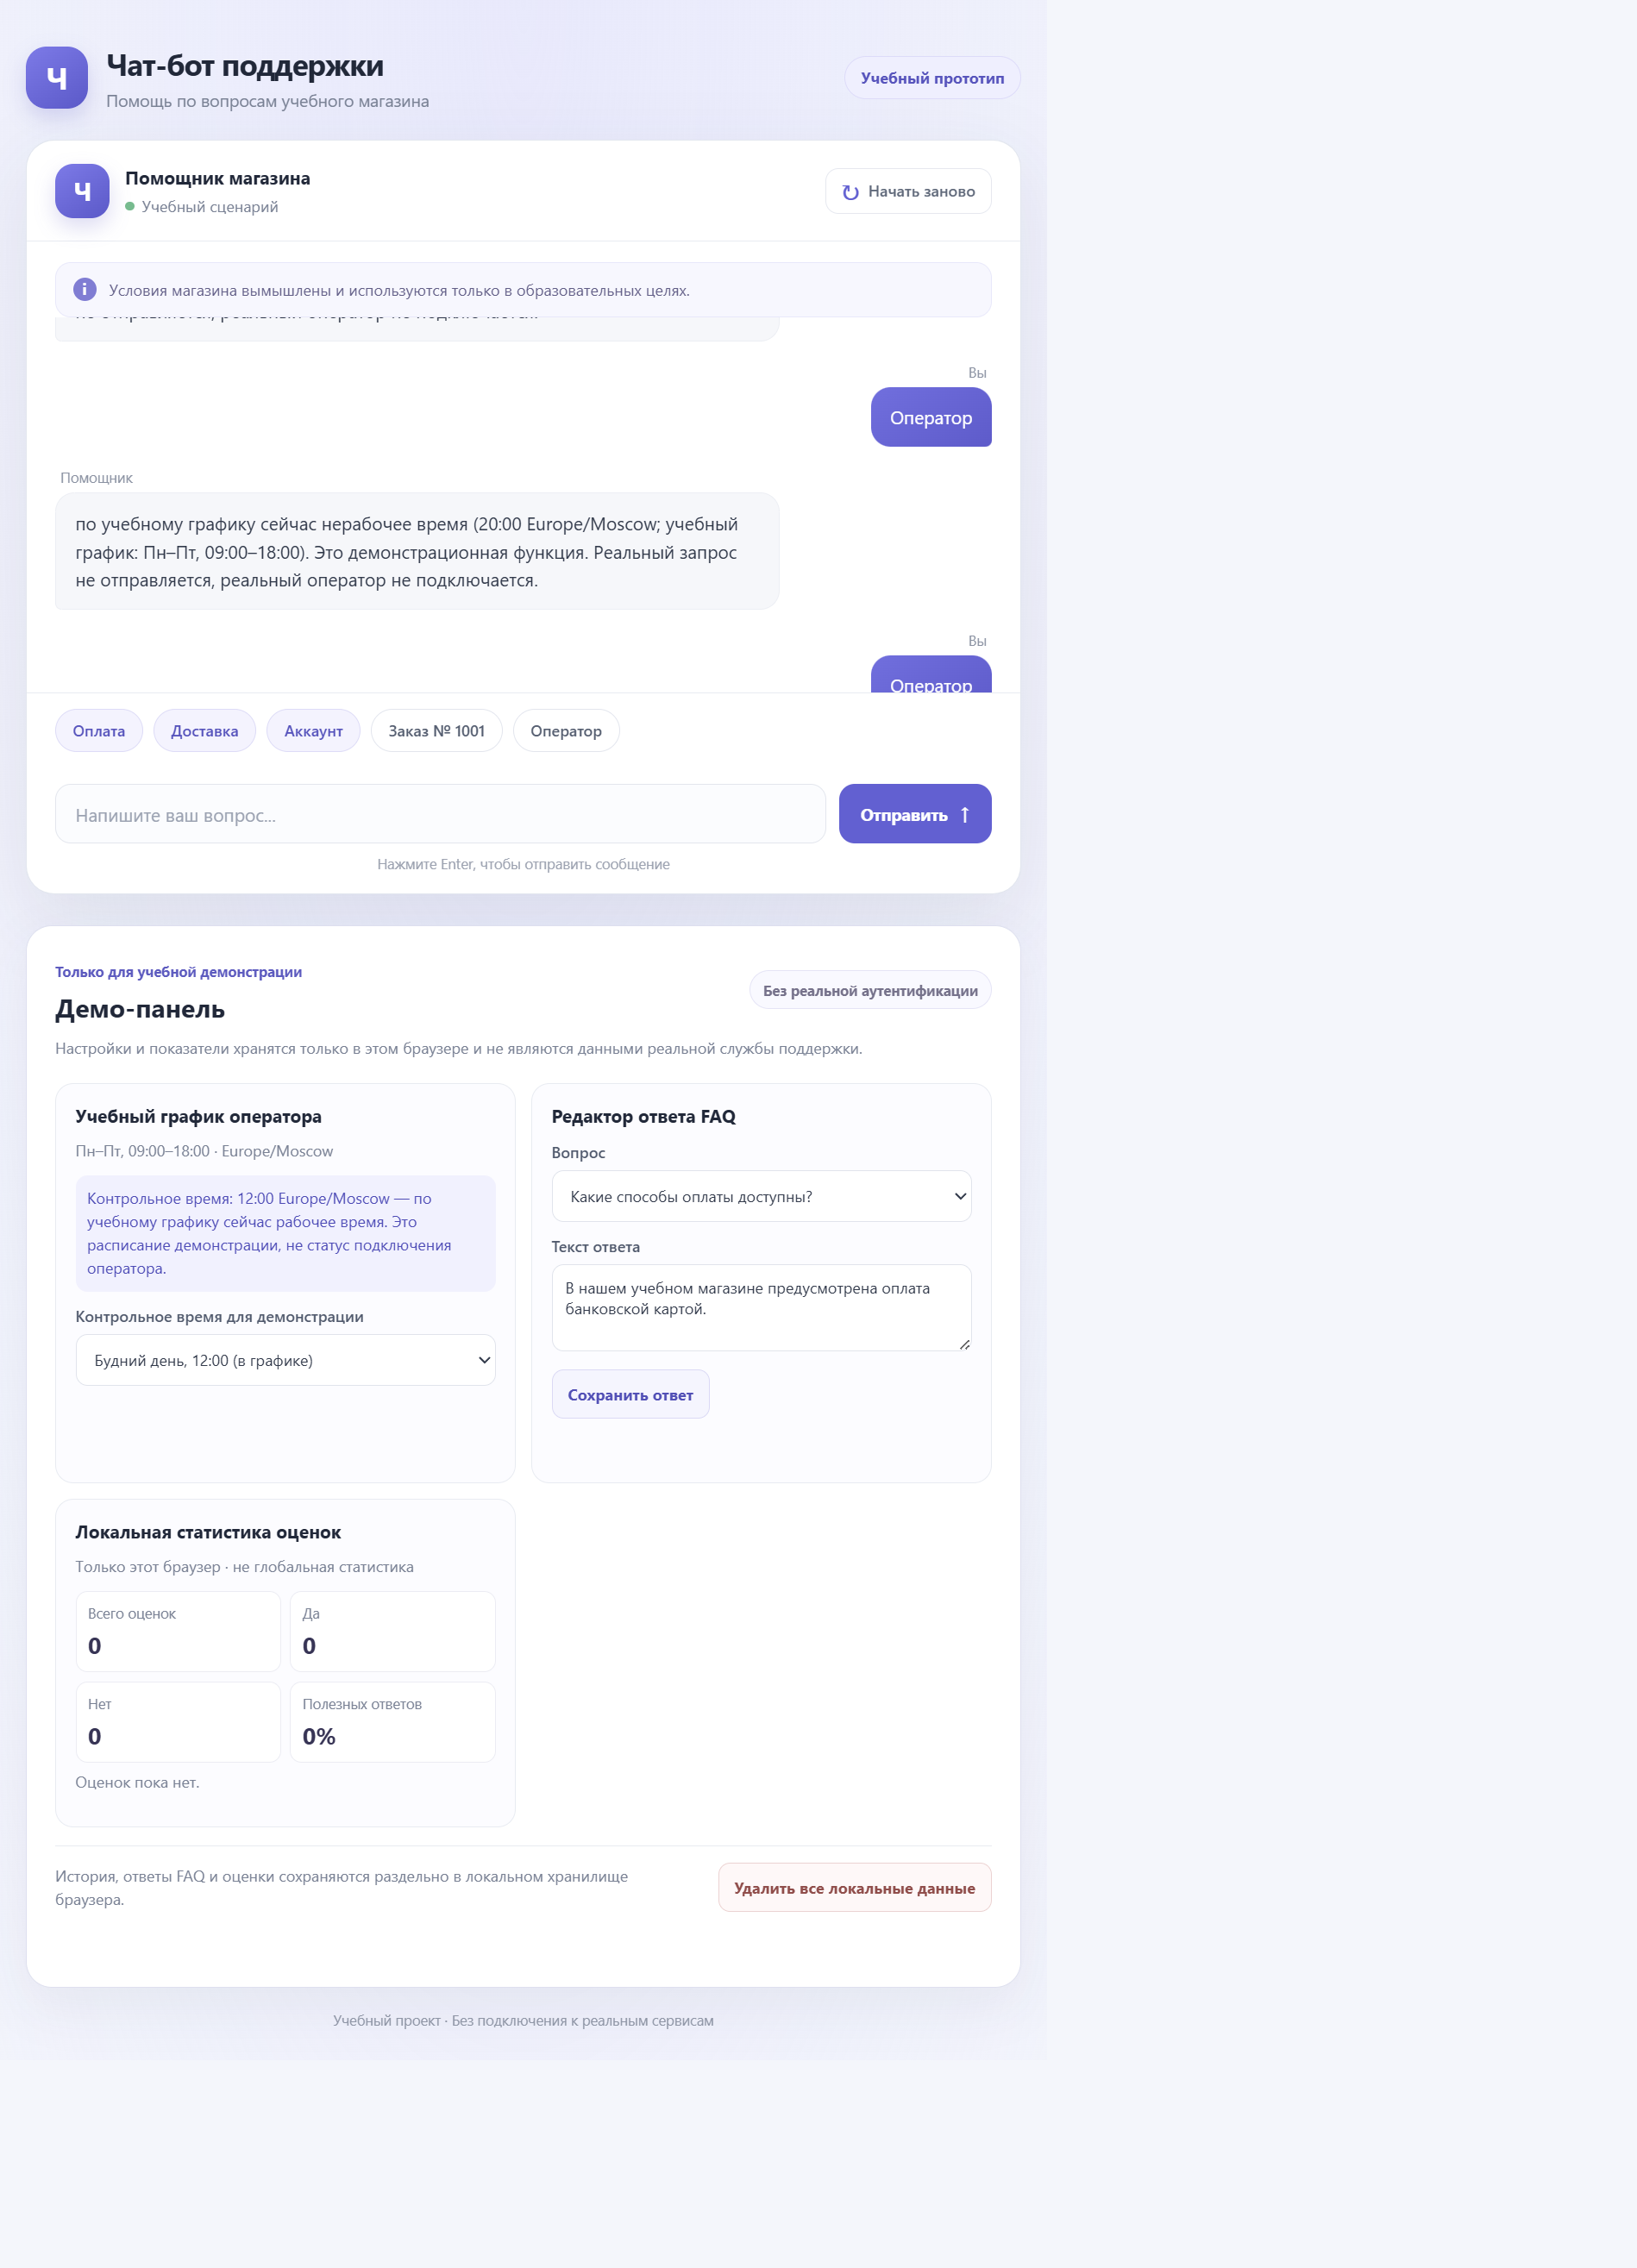 Ч
Чат-бот поддержки
Помощь по вопросам учебного магазина
Учебный прототип
Ч
Помощник магазина
Учебный сценарий
↻ Начать заново
i
Условия магазина вымышлены и используются только в образовательных целях.
не отправляется, реальный оператор не подключается.
Вы
Оператор
Помощник
по учебному графику сейчас нерабочее время (20:00 Europe/Moscow; учебный
график: Пн–Пт, 09:00–18:00). Это демонстрационная функция. Реальный запрос
не отправляется, реальный оператор не подключается.
Вы
Оператор
Оплата
Доставка
Аккаунт
Заказ № 1001
Оператор
Напишите ваш вопрос...
Отправить ↑
Нажмите Enter, чтобы отправить сообщение
Только для учебной демонстрации
Демо-панель
Без реальной аутентификации
Настройки и показатели хранятся только в этом браузере и не являются данными реальной службы поддержки.
Учебный график оператора
Пн–Пт, 09:00–18:00 · Europe/Moscow
Контрольное время: 12:00 Europe/Moscow — по
учебному графику сейчас рабочее время. Это
расписание демонстрации, не статус подключения
оператора.
Контрольное время для демонстрации
Будний день, 12:00 (в графике)
Редактор ответа FAQ
Вопрос
Какие способы оплаты доступны?
Текст ответа
В нашем учебном магазине предусмотрена оплата
банковской картой.
Сохранить ответ
Локальная статистика оценок
Только этот браузер · не глобальная статистика
Всего оценок
0
Да
0
Нет
0
Полезных ответов
0%
Оценок пока нет.
История, ответы FAQ и оценки сохраняются раздельно в локальном хранилище
браузера.
Удалить все локальные данные
Учебный проект · Без подключения к реальным сервисам